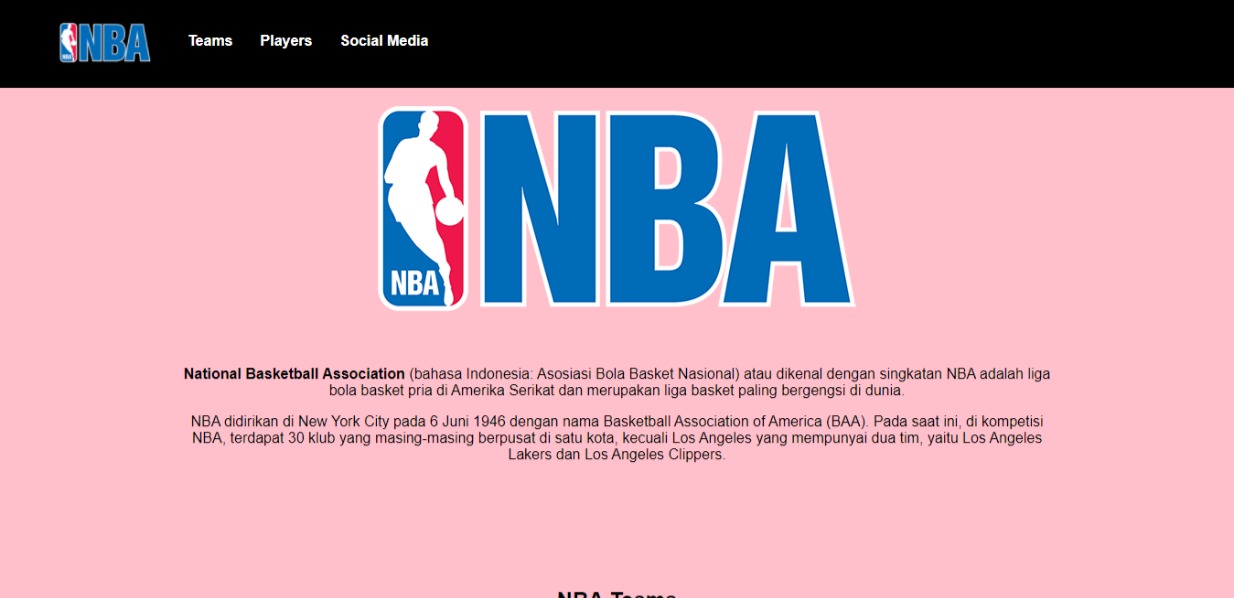 NBA NBA Teams Players Social Media
NBA NBA
National Basketball Association (bahasa Indonesia: Asosiasi Bola Basket Nasional) atau dikenal dengan singkatan NBA adalah liga
bola basket pria di Amerika Serikat dan merupakan liga basket paling bergengsi di dunia.
NBA didirikan di New York City pada 6 Juni 1946 dengan nama Basketball Association of America (BAA). Pada saat ini, di kompetisi
NBA, terdapat 30 klub yang masing-masing berpusat di satu kota, kecuali Los Angeles yang mempunyai dua tim, yaitu Los Angeles
Lakers dan Los Angeles Clippers.
NBA Teams